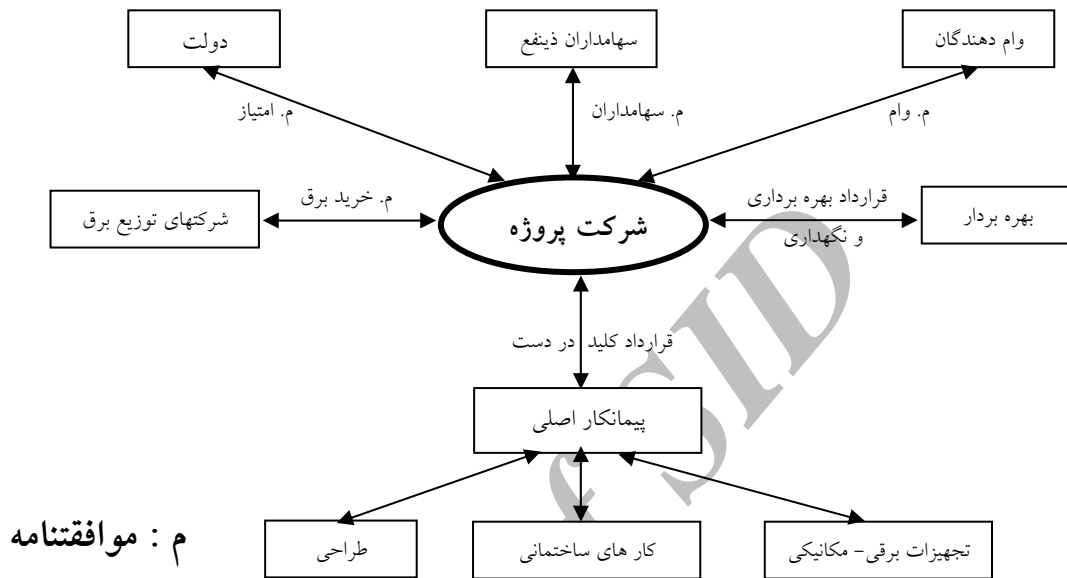 وام دهندگان
سهامداران ذینفع
دولت
م. وام
م. سهامداران
م. امتیاز
بهره بردار
قرارداد بهره برداری
و نگهداری
شرکت پروژه
م. خرید برق
شرکتهای توزیع برق
قرارداد کلید در دست
پیمانکار اصلی
تجهیزات برقی- مکانیکی
کار های ساختمانی
طراحی
م : موافقتنامه
f SID